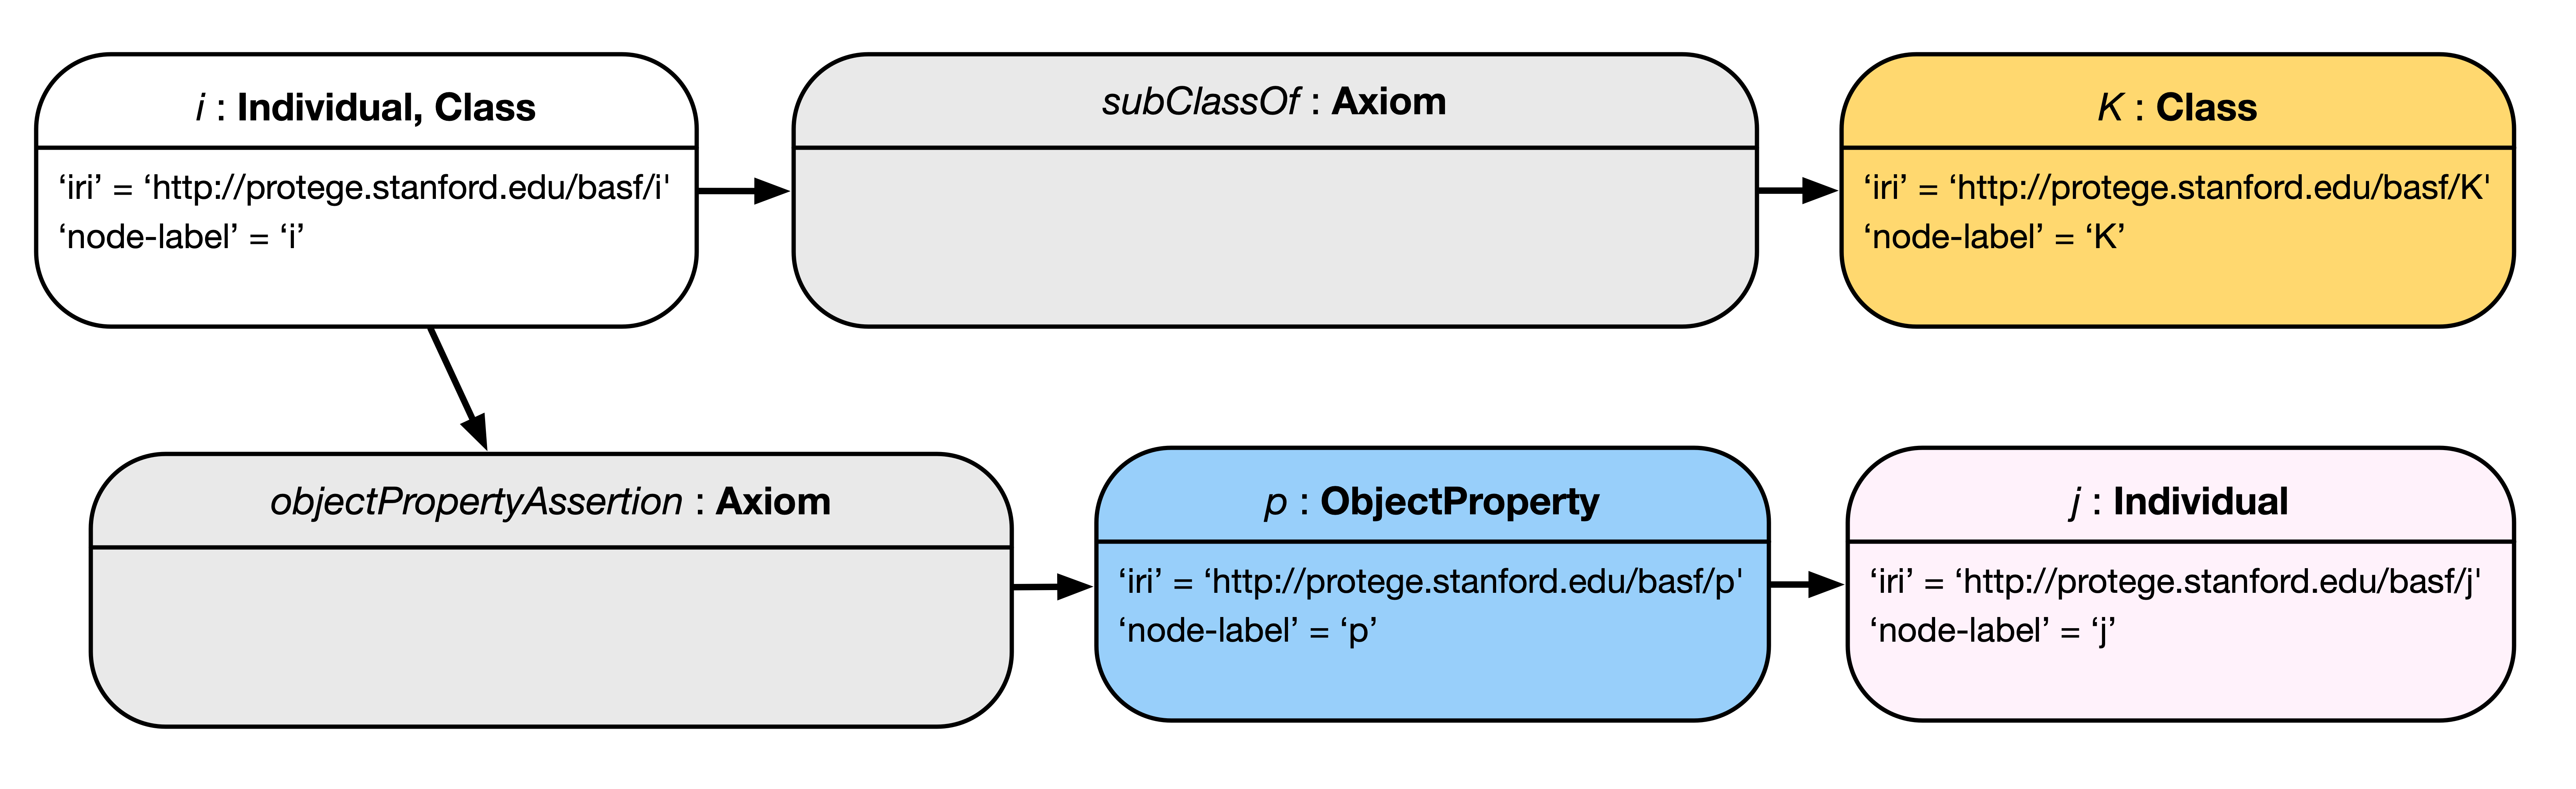 i : Individual, Class
‘iri’ = ‘http://protege.stanford.edu/basf/i'
‘node-label’ = ‘i’
subClassOf : Axiom
K : Class
‘iri’ = ‘http://protege.stanford.edu/basf/K'
‘node-label’ = ‘K’
objectPropertyAssertion : Axiom
p : ObjectProperty
‘iri’ = ‘http://protege.stanford.edu/basf/p'
‘node-label’ = ‘p’
j : Individual
‘iri’ = ‘http://protege.stanford.edu/basf/j'
‘node-label’ = ‘j’